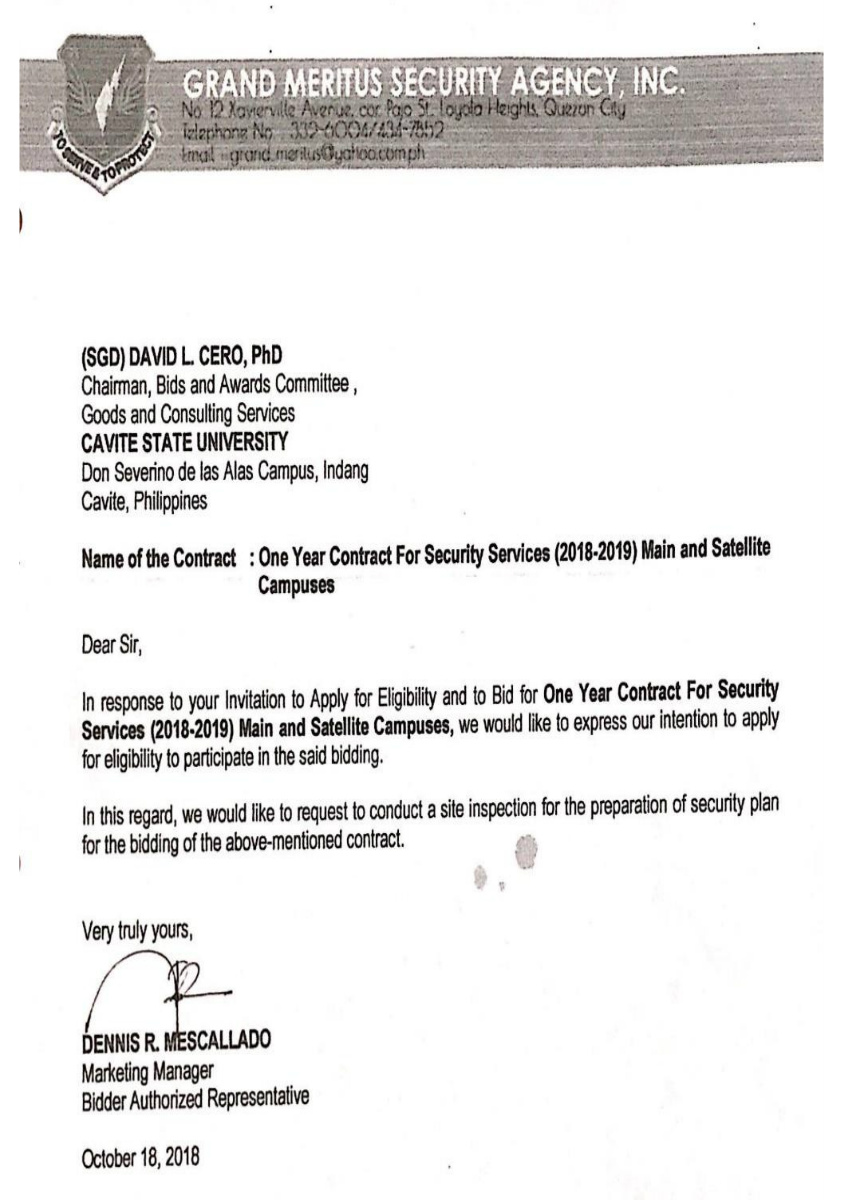 GRAND MERITUS SECURITY AGENCY, INC.
No 12 Xavierville Avenue, cor. Pajo St. Loyola Heights, Quezon City
Telephone No 332-6004/434-7852
Email : grand.meritus@yahoo.com.ph
TO SERVE & TO PROTECT
(SGD) DAVID L. CERO, PhD
Chairman, Bids and Awards Committee ,
Goods and Consulting Services
CAVITE STATE UNIVERSITY
Don Severino de las Alas Campus, Indang
Cavite, Philippines
Name of the Contract : One Year Contract For Security Services (2018-2019) Main and Satellite
Campuses
Dear Sir,
In response to your Invitation to Apply for Eligibility and to Bid for One Year Contract For Security
Services (2018-2019) Main and Satellite Campuses, we would like to express our intention to apply
for eligibility to participate in the said bidding.
In this regard, we would like to request to conduct a site inspection for the preparation of security plan
for the bidding of the above-mentioned contract.
Very truly yours,
DENNIS R. MESCALLADO
Marketing Manager
Bidder Authorized Representative
October 18, 2018